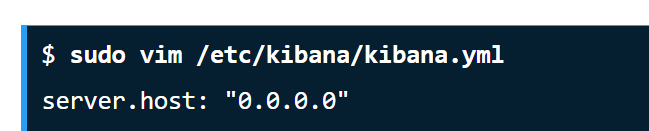 $ sudo vim /etc/kibana/kibana.yml
server.host: "0.0.0.0"